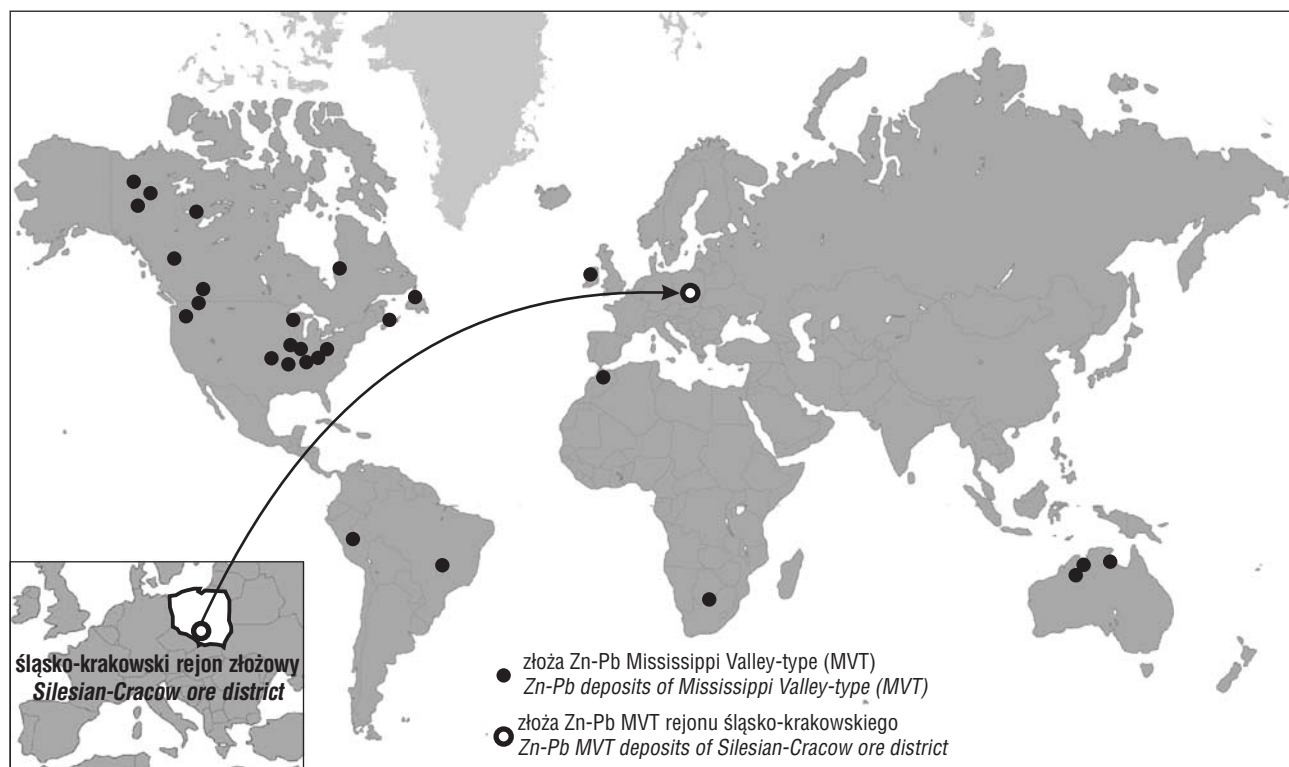 śląsko-krakowski rejon złożowy
Silesian-Cracow ore district
złoża Zn-Pb Mississippi Valley-type (MVT)
Zn-Pb deposits of Mississippi Valley-type (MVT)
złoża Zn-Pb MVT rejonu śląsko-krakowskiego
Zn-Pb MVT deposits of Silesian-Cracow ore district